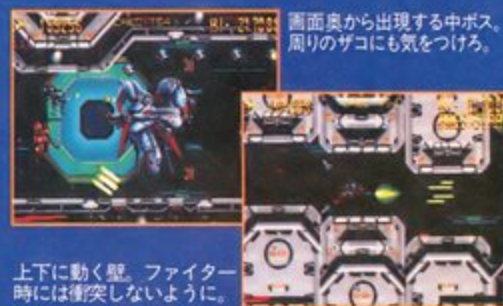 画面奥から出現する中ボス。
周りのザコにも気をつけろ。
上下に動く壁。ファイター
時には衝突しないように。